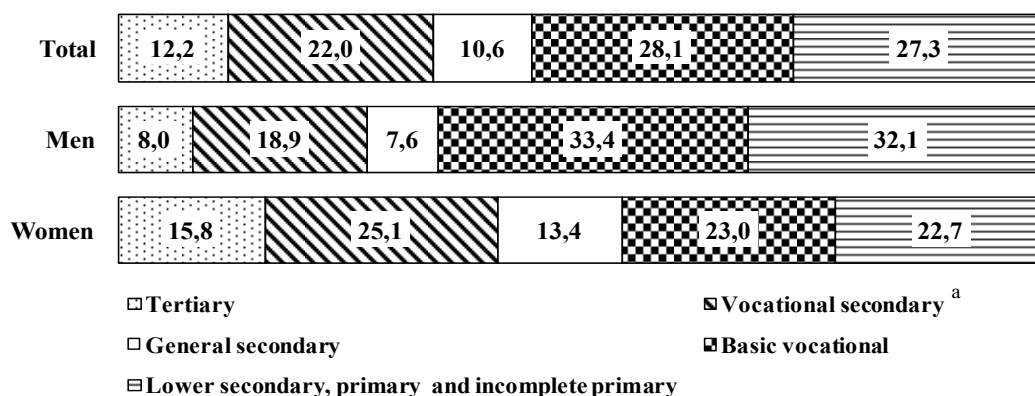 Total 12,2 22,0 10,6 28,1 27,3
Men 8,0 18,9 7,6 33,4 32,1
Women 15,8 25,1 13,4 23,0 22,7
Tertiary Vocational secondary a
General secondary Basic vocational
Lower secondary, primary and incomplete primary